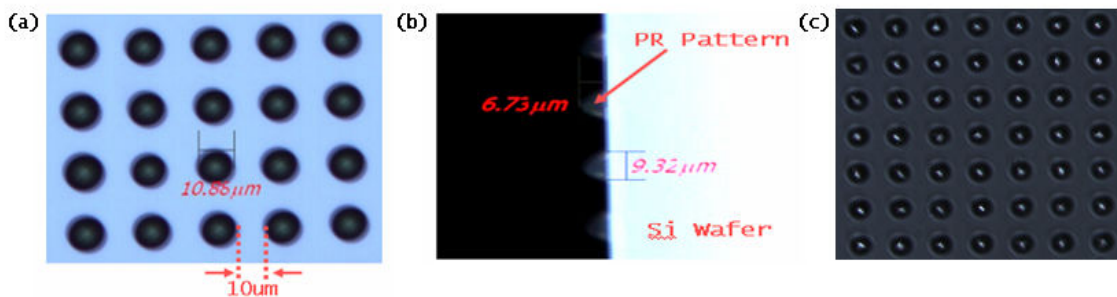 (a)
10.86μm
10um
(b)
PR Pattern
6.73μm
9.32μm
Si Wafer
(c)